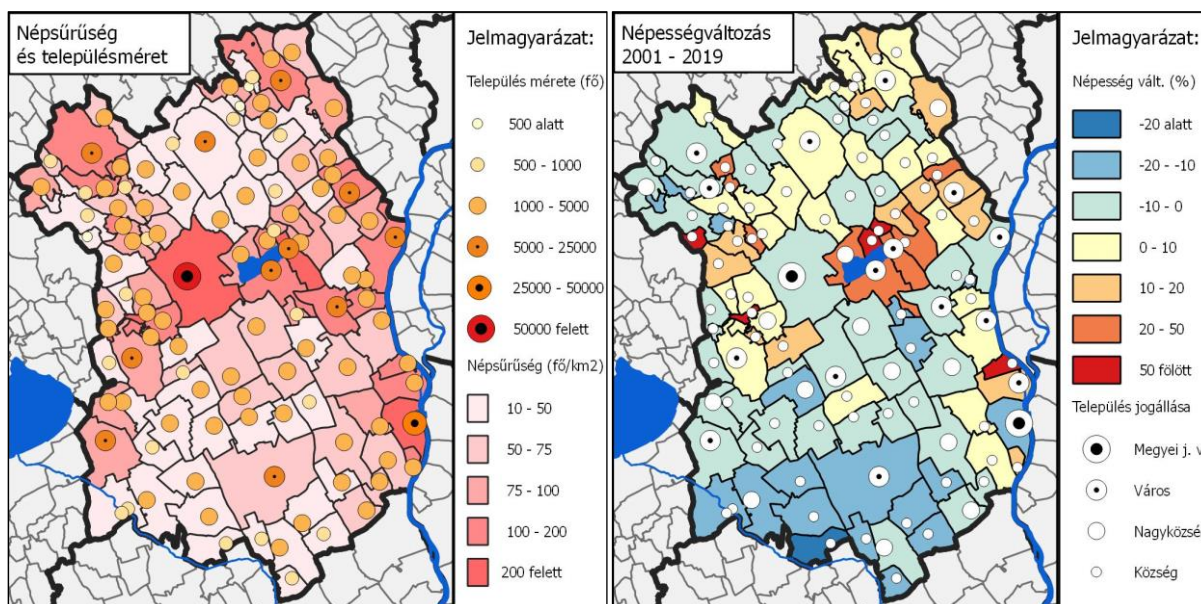 Népsűrűség
és településméret
Jelmagyarázat:
Település mérete (fő)
500 alatt
500 - 1000
1000 - 5000
5000 - 25000
25000 - 50000
50000 felett
Népsűrűség (fő/km2)
10 - 50
50 - 75
75 - 100
100 - 200
200 felett
Népességváltozás
2001 - 2019
Jelmagyarázat:
Népesség vált. (%)
-20 alatt
-20 - -10
-10 - 0
0 - 10
10 - 20
20 - 50
50 fölött
Település jogállása
Megyei j. v
Város
Nagyközség
Község